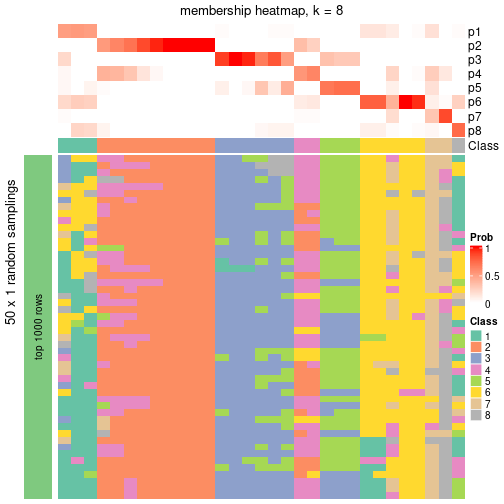 membership heatmap, k = 8
p1
p2
p3
p4
p5
p6
p7
p8
Class
50 x 1 random samplings
top 1000 rows
Prob
1
0.5
0
Class
1
2
3
4
5
6
7
8